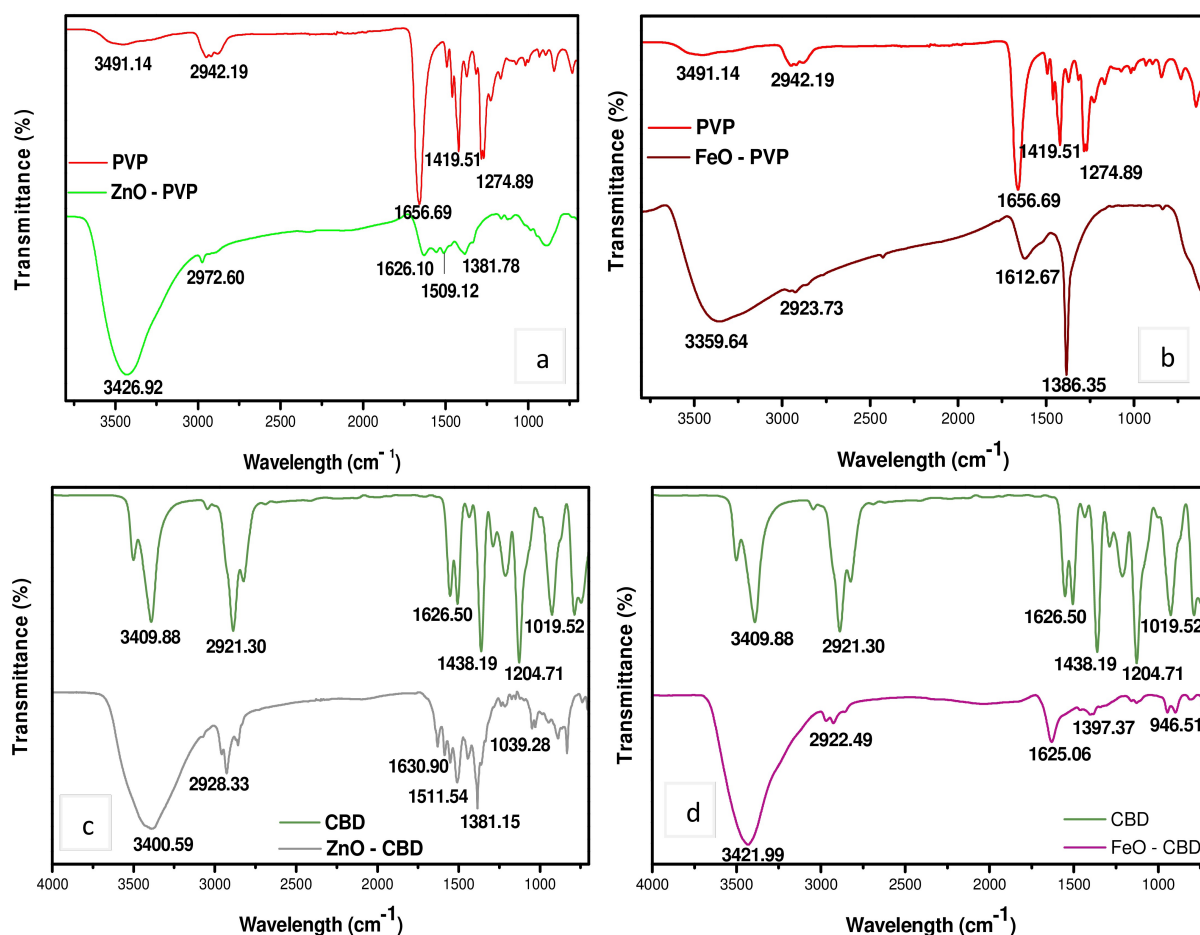 Transmittance (%)
3491.14
2942.19
PVP
ZnO - PVP
1419.51
1274.89
1656.69
2972.60
1626.10
1381.78
1509.12
3426.92
a
3500 3000 2500 2000 1500 1000
Wavelength (cm⁻¹)
Transmittance (%)
3491.14
2942.19
PVP
FeO - PVP
1419.51
1274.89
1656.69
1612.67
2923.73
3359.64
1386.35
b
3500 3000 2500 2000 1500 1000
Wavelength (cm⁻¹)
Transmittance (%)
3409.88
2921.30
1626.50
1438.19
1204.71
1019.52
2928.33
1630.90
1511.54
1381.15
1039.28
3400.59
c
CBD
ZnO - CBD
4000 3500 3000 2500 2000 1500 1000
Wavelength (cm⁻¹)
Transmittance (%)
3409.88
2921.30
1626.50
1438.19
1204.71
1019.52
2922.49
1625.06
1397.37
946.51
3421.99
d
CBD
FeO - CBD
4000 3500 3000 2500 2000 1500 1000
Wavelength (cm⁻¹)